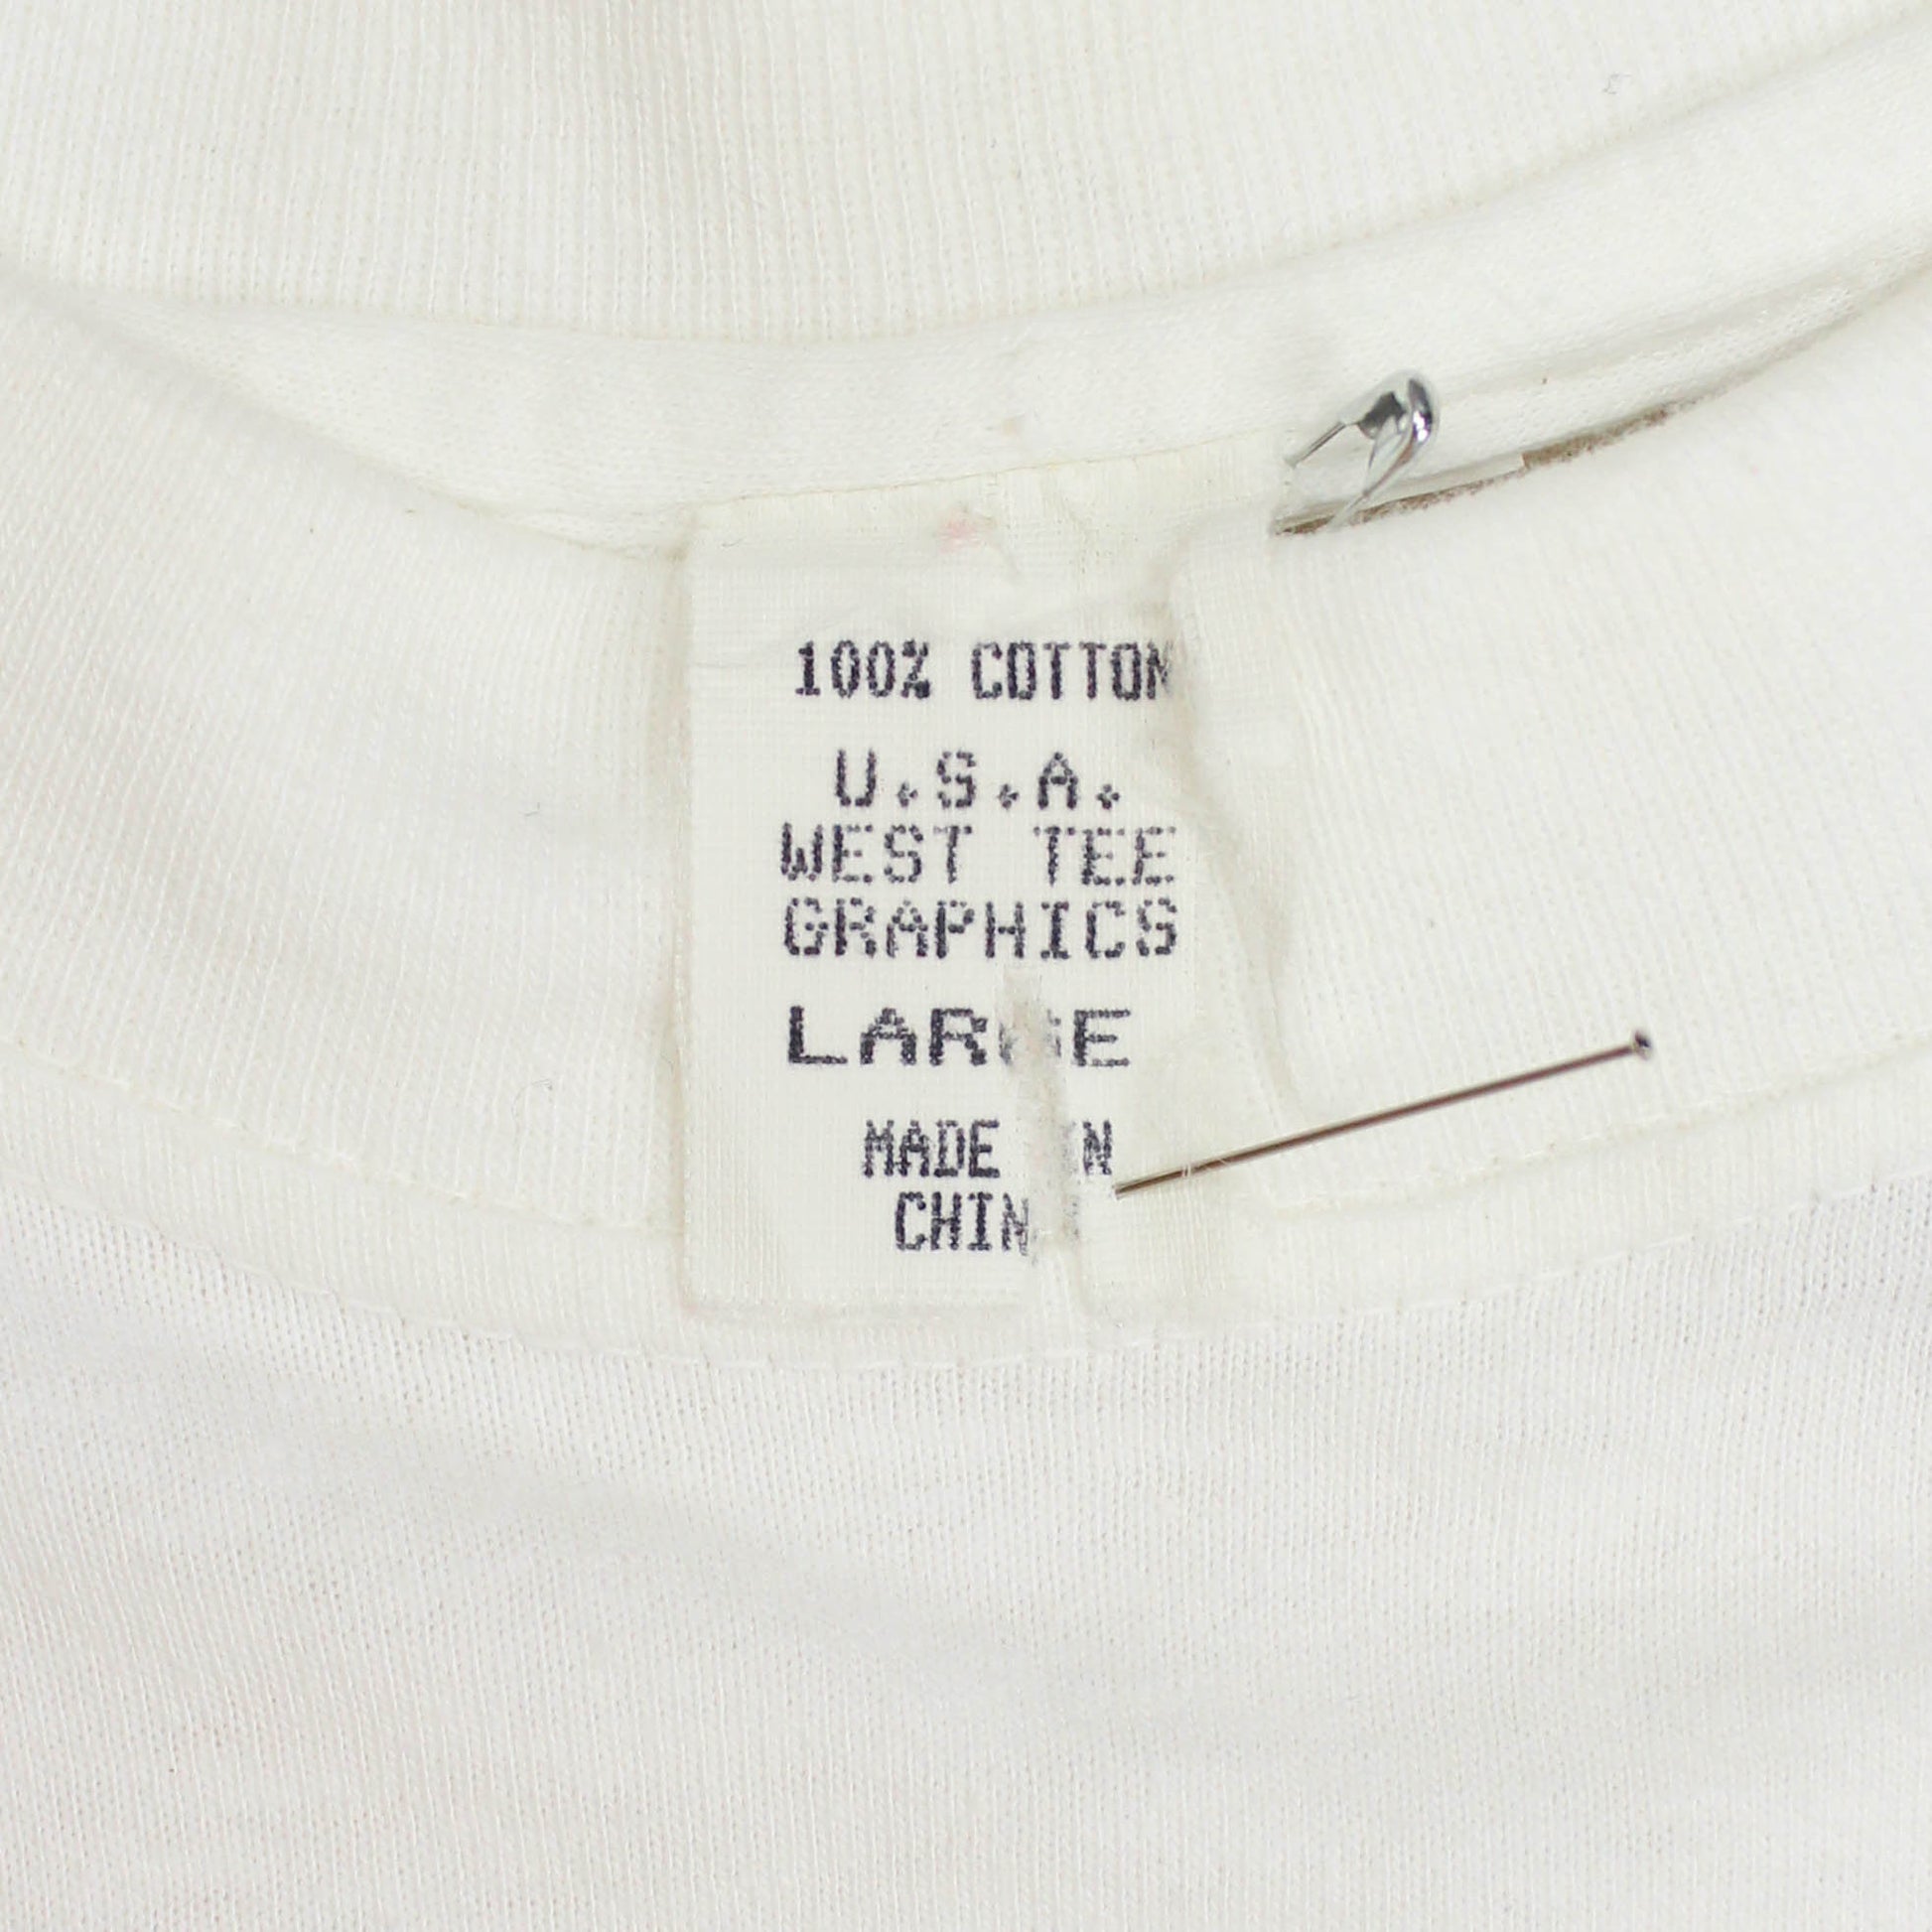 100% COTTON
U.S.A.
WEST TEE
GRAPHICS
LARGE
MADE IN
CHINA